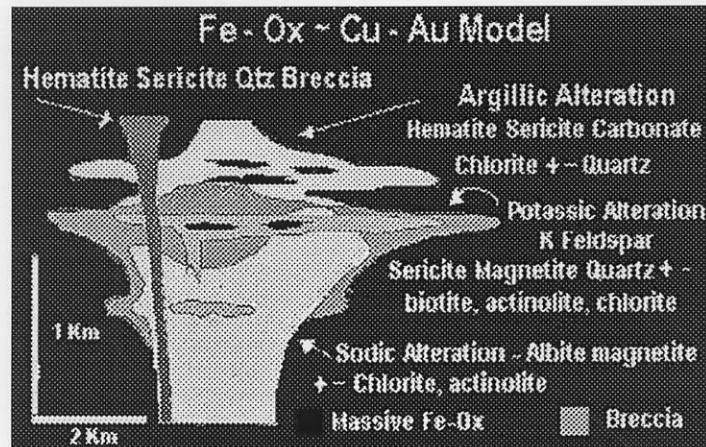 Fe - Ox ~ Cu - Au Model
Hematite Sericite Qtz Breccia
Argillic Alteration
Hematite Sericite Carbonate
Chlorite + ~ Quartz
Potassic Alteration
K Feldspar
Sericite Magnetite Quartz + -
biotite, actinolite, chlorite
1 Km
Sodic Alteration - Albite magnetite
+ ~ Chlorite, actinolite
Massive Fe-Ox
Breccia
2 Km